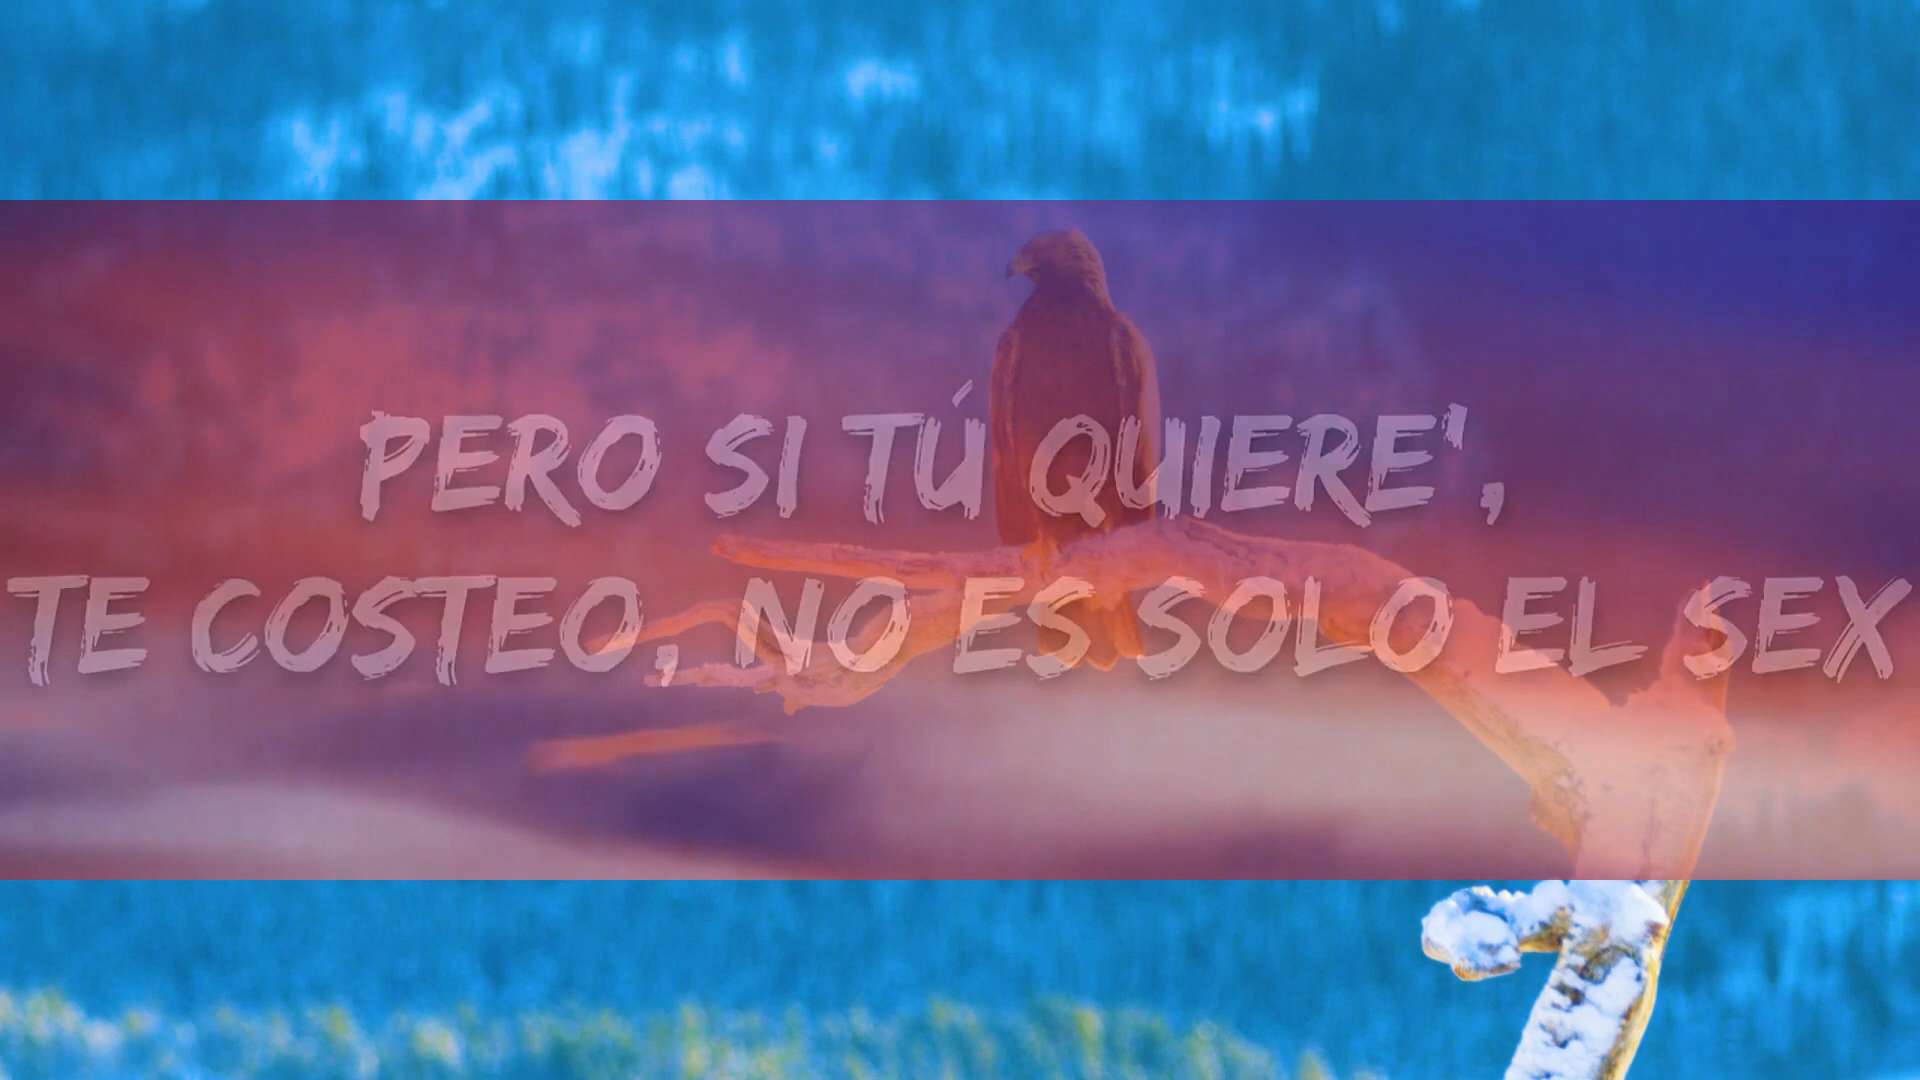 PERO SI TÚ QUIERE',
TE COSTEO, NO ES SOLO EL SEX